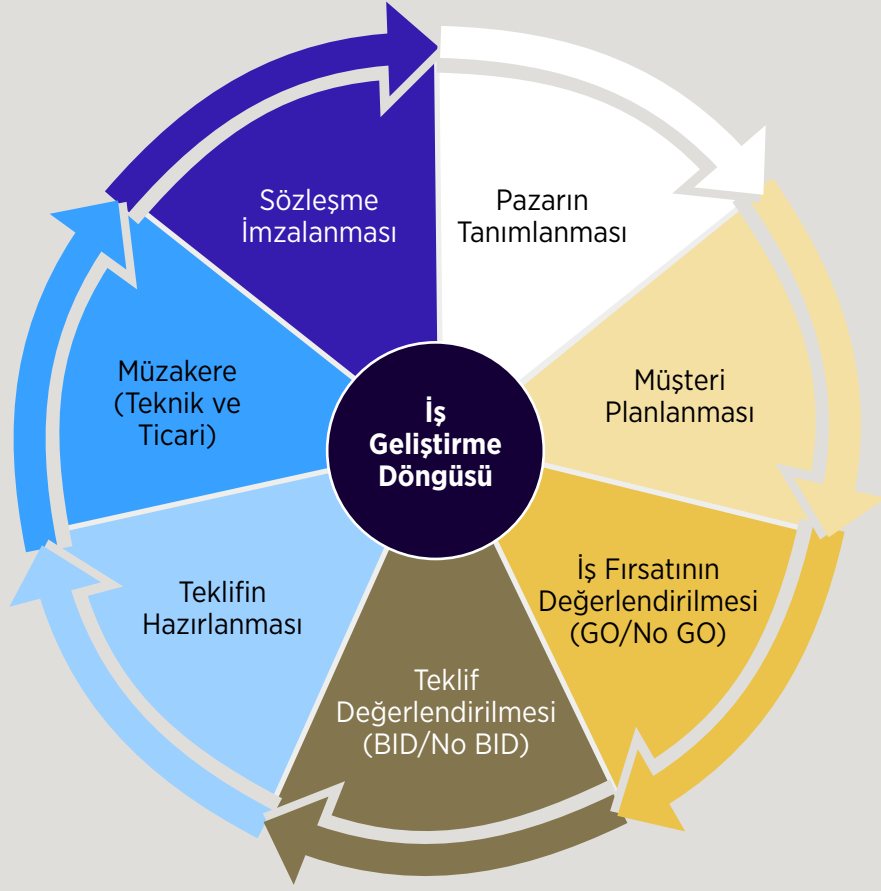 İş
Geliştirme
Döngüsü
Pazarın
Tanımlanması
Müşteri
Planlanması
İş Fırsatının
Değerlendirilmesi
(GO/No GO)
Teklif
Değerlendirilmesi
(BID/No BID)
Teklifin
Hazırlanması
Müzakere
(Teknik ve
Ticari)
Sözleşme
İmzalanması